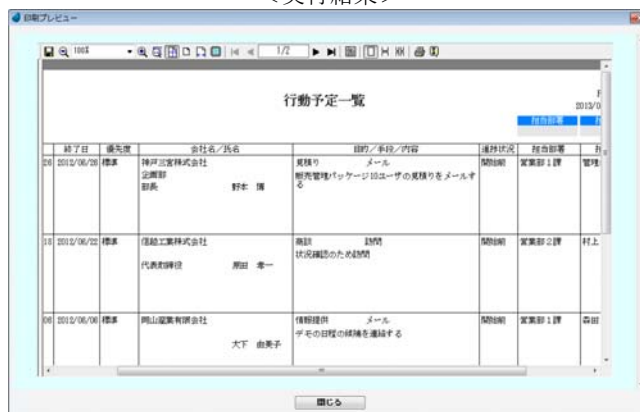 <実行結果>
印刷プレビュー
100% 1/2
行動予定一覧
2013/0
担当部署
終了日 優先度 会社名/氏名 目的/手段/内容 進捗状況 担当部署
26 2012/06/28 標準 神戸三宮株式会社 見積り メール 開始前 営業部1課 管理
企画部 販売管理パッケージ10ユーザの見積りをメールす
部長 野本 博 る
18 2012/06/22 標準 信越工業株式会社 商談 訪問 開始前 営業部2課 村上
状況確認のため訪問
代表取締役 原田 孝一
06 2012/06/06 標準 岡山産業有限会社 情報提供 メール 開始前 営業部1課 森田
デモの日程の候補を連絡する
大下 由美子
閉じる